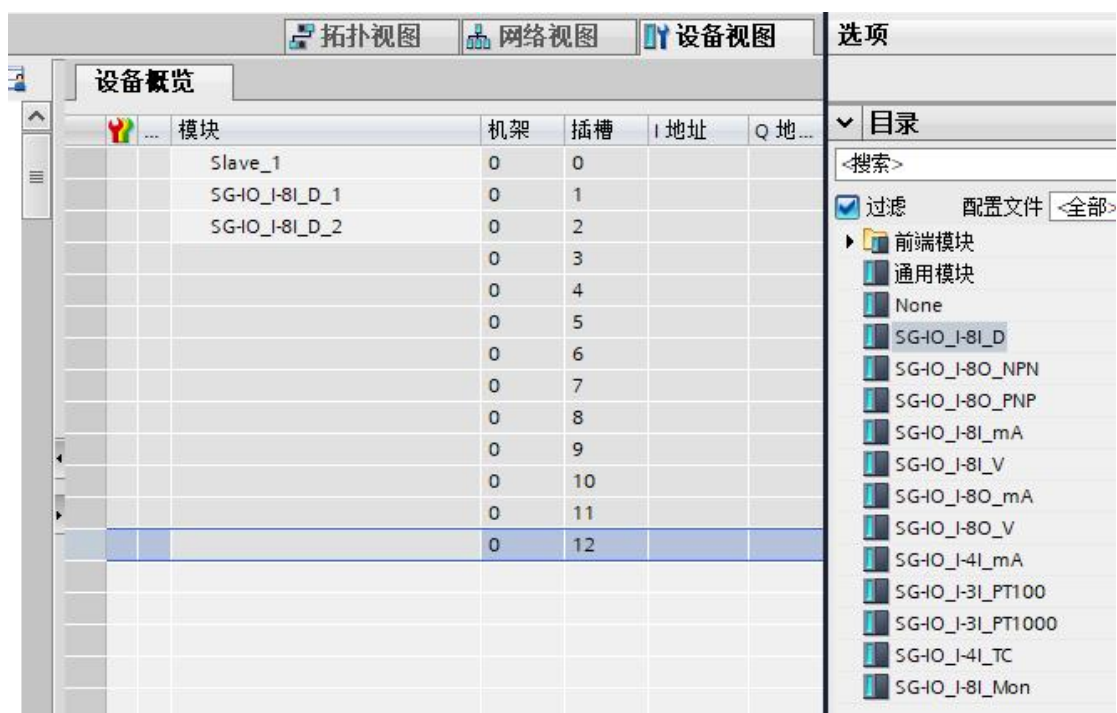 拓扑视图 网络视图 设备视图 选项
设备概览
... 模块 机架 插槽 I 地址 Q 地...
Slave_1 0 0
SG-IO_I-8I_D_1 0 1
SG-IO_I-8I_D_2 0 2
0 3
0 4
0 5
0 6
0 7
0 8
0 9
0 10
0 11
0 12
目录
<搜索>
过滤 配置文件 <全部>
前端模块
通用模块
None
SG-IO_I-8I_D
SG-IO_I-8O_NPN
SG-IO_I-8O_PNP
SG-IO_I-8I_mA
SG-IO_I-8I_V
SG-IO_I-8O_mA
SG-IO_I-8O_V
SG-IO_I-4I_mA
SG-IO_I-3I_PT100
SG-IO_I-3I_PT1000
SG-IO_I-4I_TC
SG-IO_I-8I_Mon